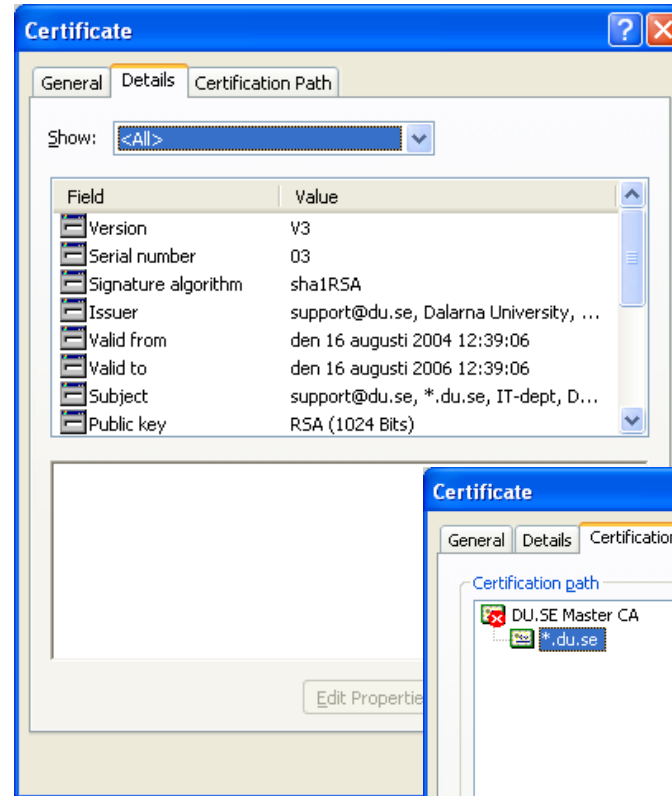 Certificate
General Details Certification Path
Show: <All>
Field Value
Version V3
Serial number 03
Signature algorithm sha1RSA
Issuer support@du.se, Dalarna University, ...
Valid from den 16 augusti 2004 12:39:06
Valid to den 16 augusti 2006 12:39:06
Subject support@du.se, *.du.se, IT-dept, D...
Public key RSA (1024 Bits)
Edit Propertie
Certificate
General Details Certification
Certification path
DU.SE Master CA
*.du.se